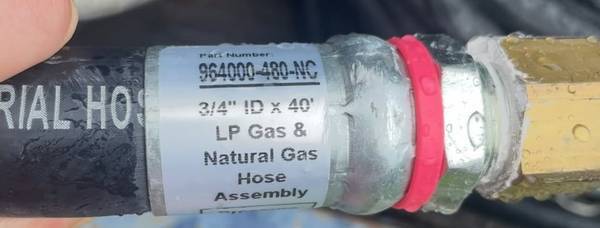 RIAL HOS
Part Number:
964000-480-NC
3/4" ID x 40'
LP Gas &
Natural Gas
Hose
Assembly